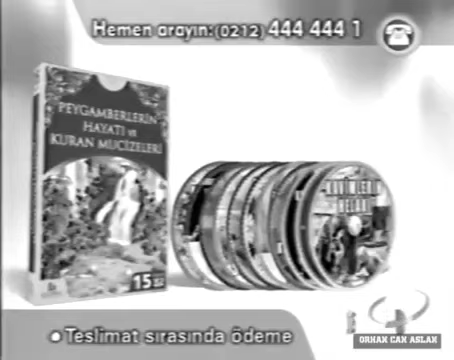 Hemen arayın:(0212) 444 444 1
PEYGAMBERLERİN
HAYATI ve
KURAN MUCİZELERİ
15
KAVİMLERİN
HELAKI
ORHAN CAN ASLAN
• Teslimat sırasında ödeme